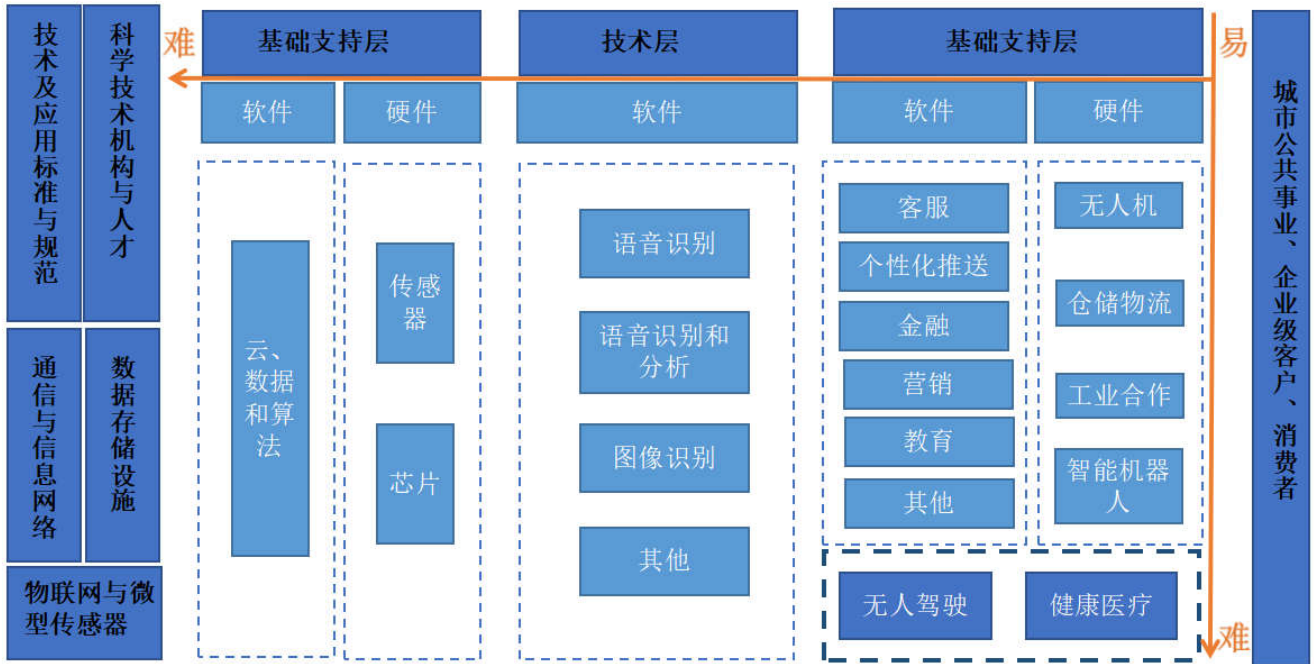 技术及应用标准与规范
科学技术机构与人才
通信与信息网络
数据存储设施
物联网与微
型传感器
难
基础支持层
技术层
基础支持层
易
软件
硬件
软件
软件
硬件
云、
数据
和算
法
传感
器
芯片
语音识别
语音识别和
分析
图像识别
其他
客服
个性化推送
金融
营销
教育
其他
无人机
仓储物流
工业合作
智能机器
人
无人驾驶
健康医疗
难
城市公共事业、企业级客户、消费者